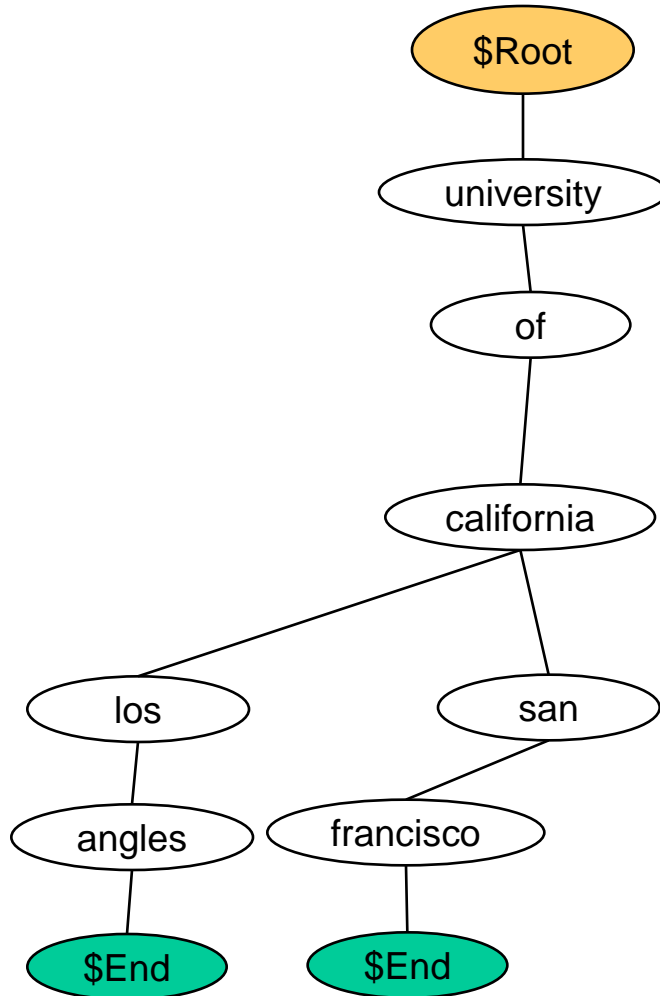 $Root
university
of
california
los
san
angles
francisco
$End
$End